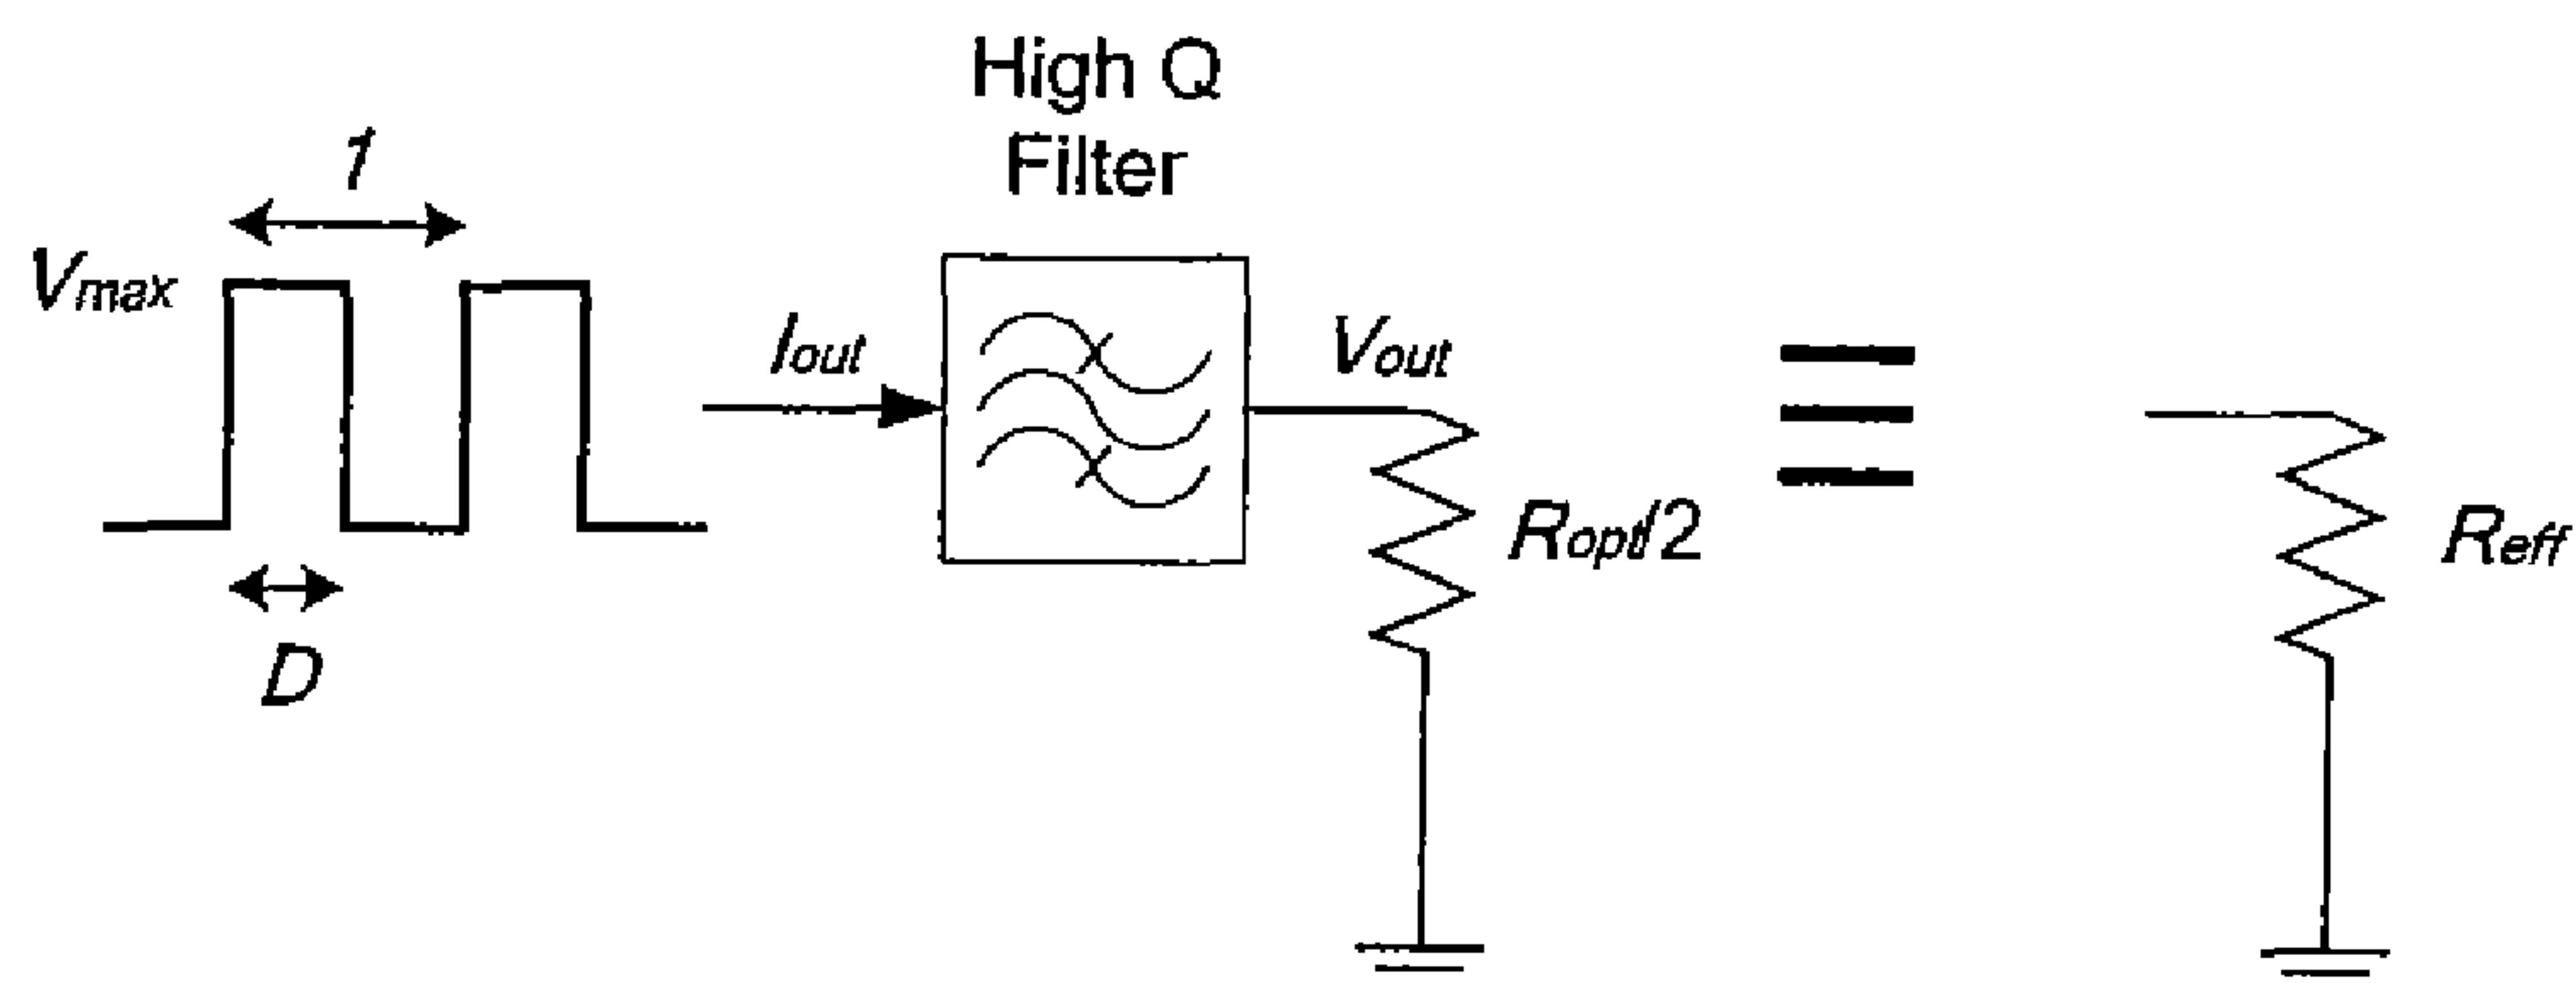 High Q
Filter
1
Vmax
Iout
Vout
Ropt/2
Reff
D